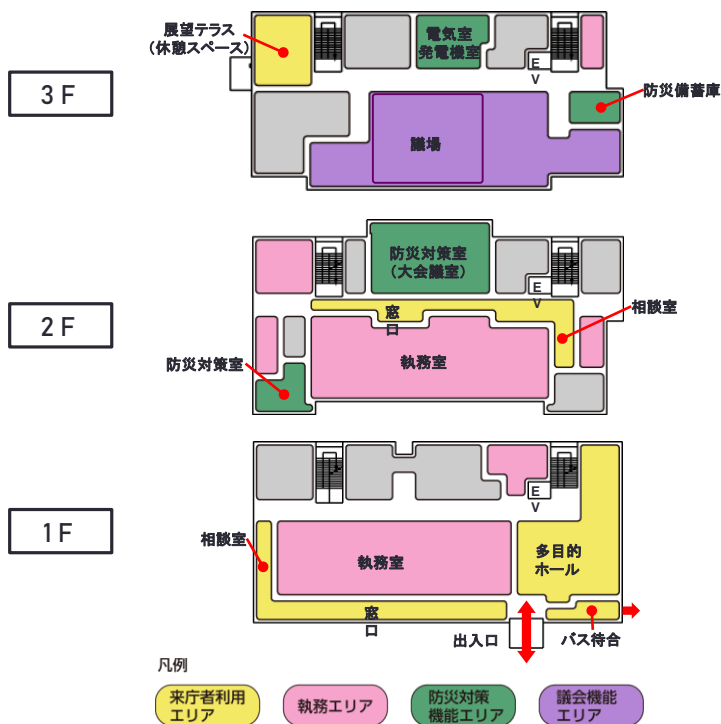 展望テラス
（休憩スペース）
電気室
発電機室
E
V
3F
防災備蓄庫
議場
防災対策室
（大会議室）
E
V
窓
口
相談室
2F
執務室
防災対策室
E
V
1F
相談室
執務室
多目的
ホール
窓
口
出入口
バス待合
凡例
来庁者利用
エリア
執務エリア
防災対策
機能エリア
議会機能
エリア